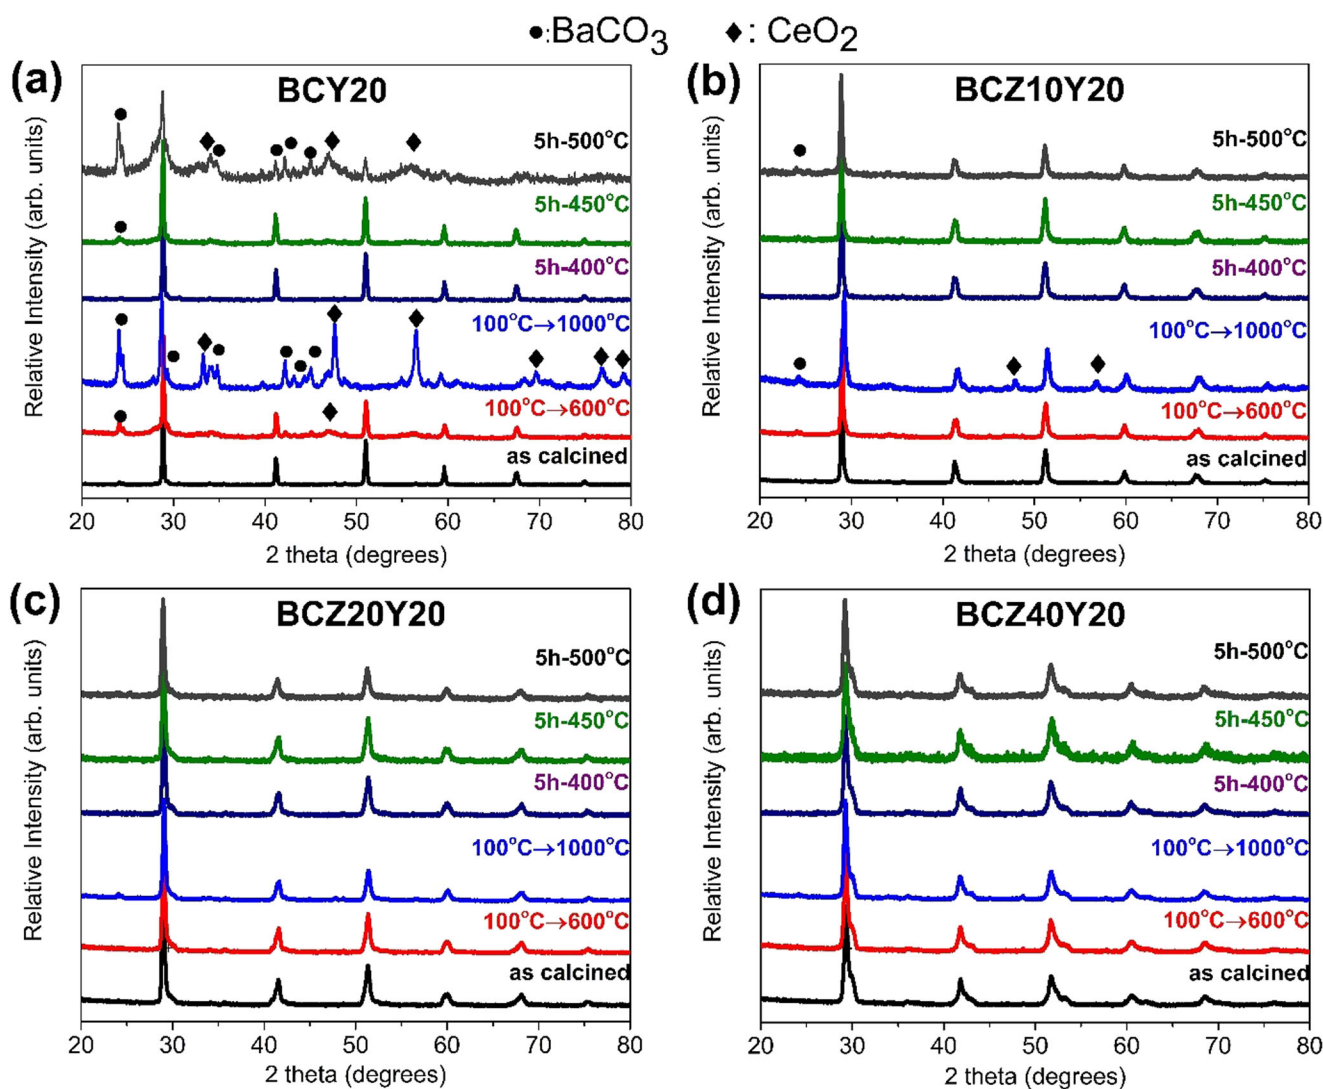 ●:BaCO₃ ◆: CeO₂
(a)
BCY20
5h-500°C
5h-450°C
5h-400°C
100°C→1000°C
100°C→600°C
as calcined
Relative Intensity (arb. units)
20 30 40 50 60 70 80
2 theta (degrees)
(b)
BCZ10Y20
5h-500°C
5h-450°C
5h-400°C
100°C→1000°C
100°C→600°C
as calcined
Relative Intensity (arb. units)
20 30 40 50 60 70 80
2 theta (degrees)
(c)
BCZ20Y20
5h-500°C
5h-450°C
5h-400°C
100°C→1000°C
100°C→600°C
as calcined
Relative Intensity (arb. units)
20 30 40 50 60 70 80
2 theta (degrees)
(d)
BCZ40Y20
5h-500°C
5h-450°C
5h-400°C
100°C→1000°C
100°C→600°C
as calcined
Relative Intensity (arb. units)
20 30 40 50 60 70 80
2 theta (degrees)